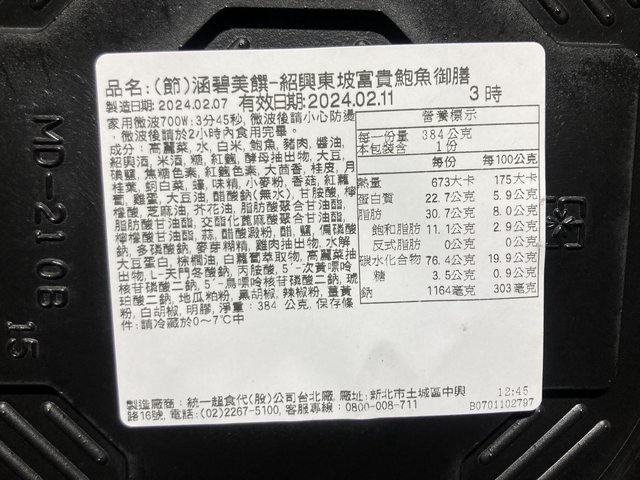 品名:(節)涵碧美饌-紹興東坡富貴鮑魚御膳
製造日期:2024.02.07 有效日期:2024.02.11 3時
家用微波700W:3分45秒,微波後請小心防燙
,微波後請於2小時內食用完畢。
成分:高麗菜,水,白米,鮑魚,豬肉,醬油,
紹興酒,米酒,糖,紅麴,酵母抽出物,大豆,
碘鹽,焦糖色素,紅麴色素,大茴香,桂皮,月
桂葉,蚵白菜,蠔,味精,小麥粉,香菇,紅蘿
蔔,雞蛋,大豆油,醋酸鈉(無水),甘胺酸,檸
檬酸,芝麻油,芥花油,脂肪酸聚合甘油酯,
脂肪酸甘油酯,交酯化蓖麻酸聚合甘油酯,
檸檬酸甘油酯,蒜,醋酸澱粉,醋,鹽,偏磷酸
鈉,多磷酸鈉,麥芽糊精,雞肉抽出物,水解
大豆蛋白,棕櫚油,白蘿蔔萃取物,高麗菜抽
出物,L-天門冬酸鈉,丙胺酸,5'-次黃嘌呤
核苷磷酸二鈉,5'-鳥嘌呤核苷磷酸二鈉,琥
珀酸二鈉,地瓜粕粉,黑胡椒,辣椒粉,薑黃
粉,白胡椒,明膠,淨重:384 公克,保存條
件:請冷藏於0~7℃中
營養標示
每一份量 384公克
本包裝含 1份
每份 每100公克
熱量 673大卡 175大卡
蛋白質 22.7公克 5.9公克
脂肪 30.7公克 8.0公克
飽和脂肪 11.1公克 2.9公克
反式脂肪 0公克 0公克
碳水化合物 76.4公克 19.9公克
糖 3.5公克 0.9公克
鈉 1164毫克 303毫克
製造廠商:統一超食代(股)公司台北廠,廠址:新北市土城區中興
路16號,電話:(02)2267-5100,客服專線:0800-008-711
12:45
B0701102797
MD-210B 15